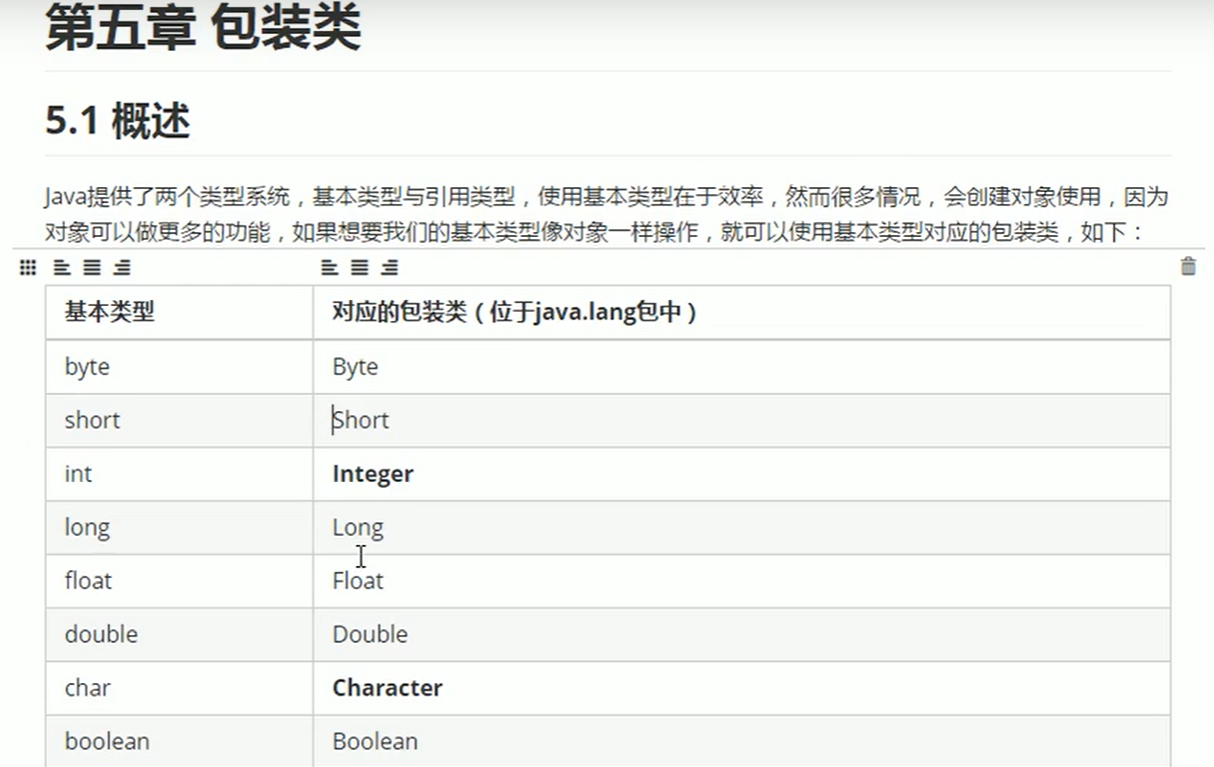 第五章 包装类
5.1 概述
Java提供了两个类型系统，基本类型与引用类型，使用基本类型在于效率，然而很多情况，会创建对象使用，因为
对象可以做更多的功能，如果想要我们的基本类型像对象一样操作，就可以使用基本类型对应的包装类，如下：
基本类型 对应的包装类（位于java.lang包中）
byte Byte
short Short
int Integer
long Long
float Float
double Double
char Character
boolean Boolean